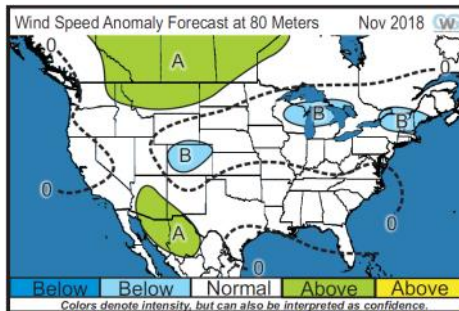 Wind Speed Anomaly Forecast at 80 Meters Nov 2018 W
0
A
0
B
B
B
0
A
0
0
Below Below Normal Above Above
Colors denote intensity, but can also be interpreted as confidence.